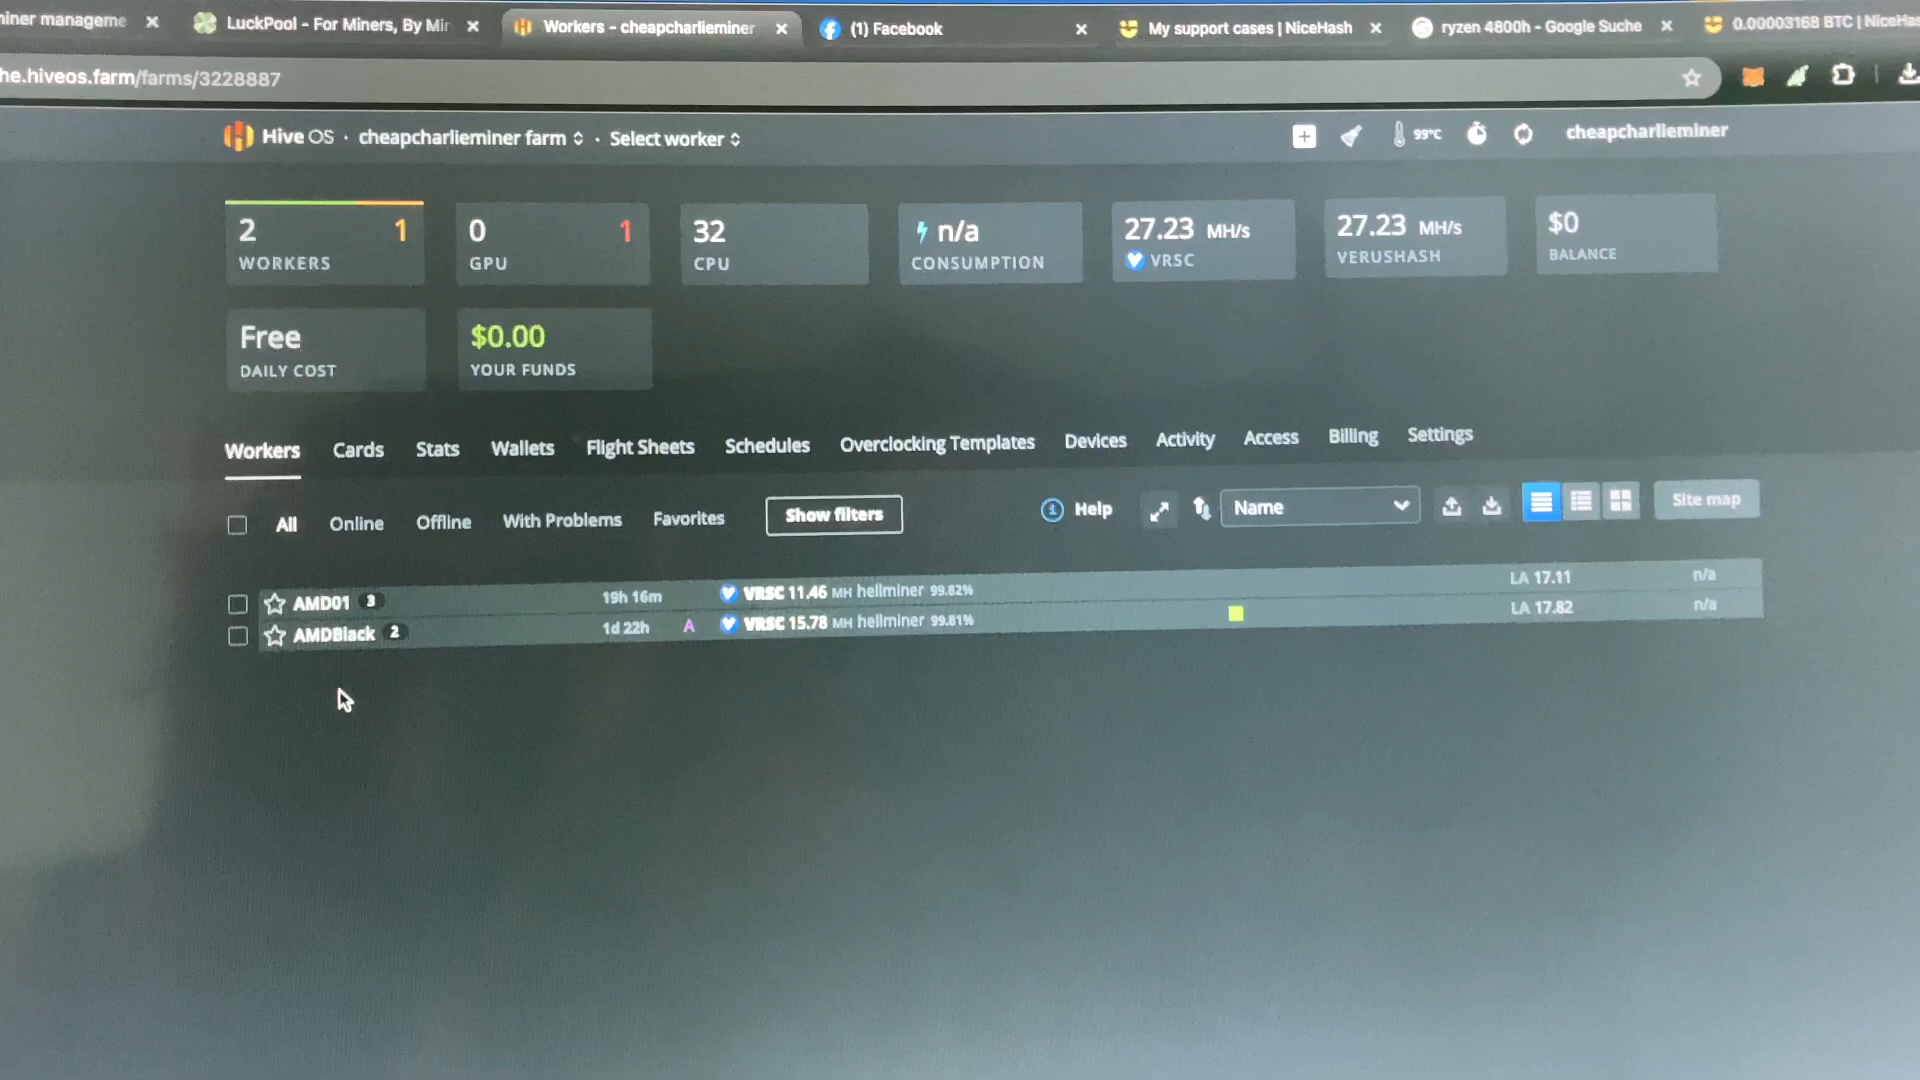 iner manageme
LuckPool - For Miners, By Mir
Workers - cheapcharlieminer
(1) Facebook
My support cases | NiceHash
ryzen 4800h - Google Suche
0.00003168 BTC | NiceHas
he.hiveos.farm/farms/3228887
Hive OS · cheapcharlieminer farm · Select worker
99°C
cheapcharlieminer
2 1
WORKERS
0 1
GPU
32
CPU
n/a
CONSUMPTION
27.23 MH/s
VRSC
27.23 MH/s
VERUSHASH
$0
BALANCE
Free
DAILY COST
$0.00
YOUR FUNDS
Workers Cards Stats Wallets Flight Sheets Schedules Overclocking Templates Devices Activity Access Billing Settings
All Online Offline With Problems Favorites Show filters Help Name Site map
AMD01 3 19h 16m VRSC 11.46 MH hellminer 99.82% LA 17.11 n/a
AMDBlack 2 1d 22h A VRSC 15.78 MH hellminer 99.81% LA 17.82 n/a